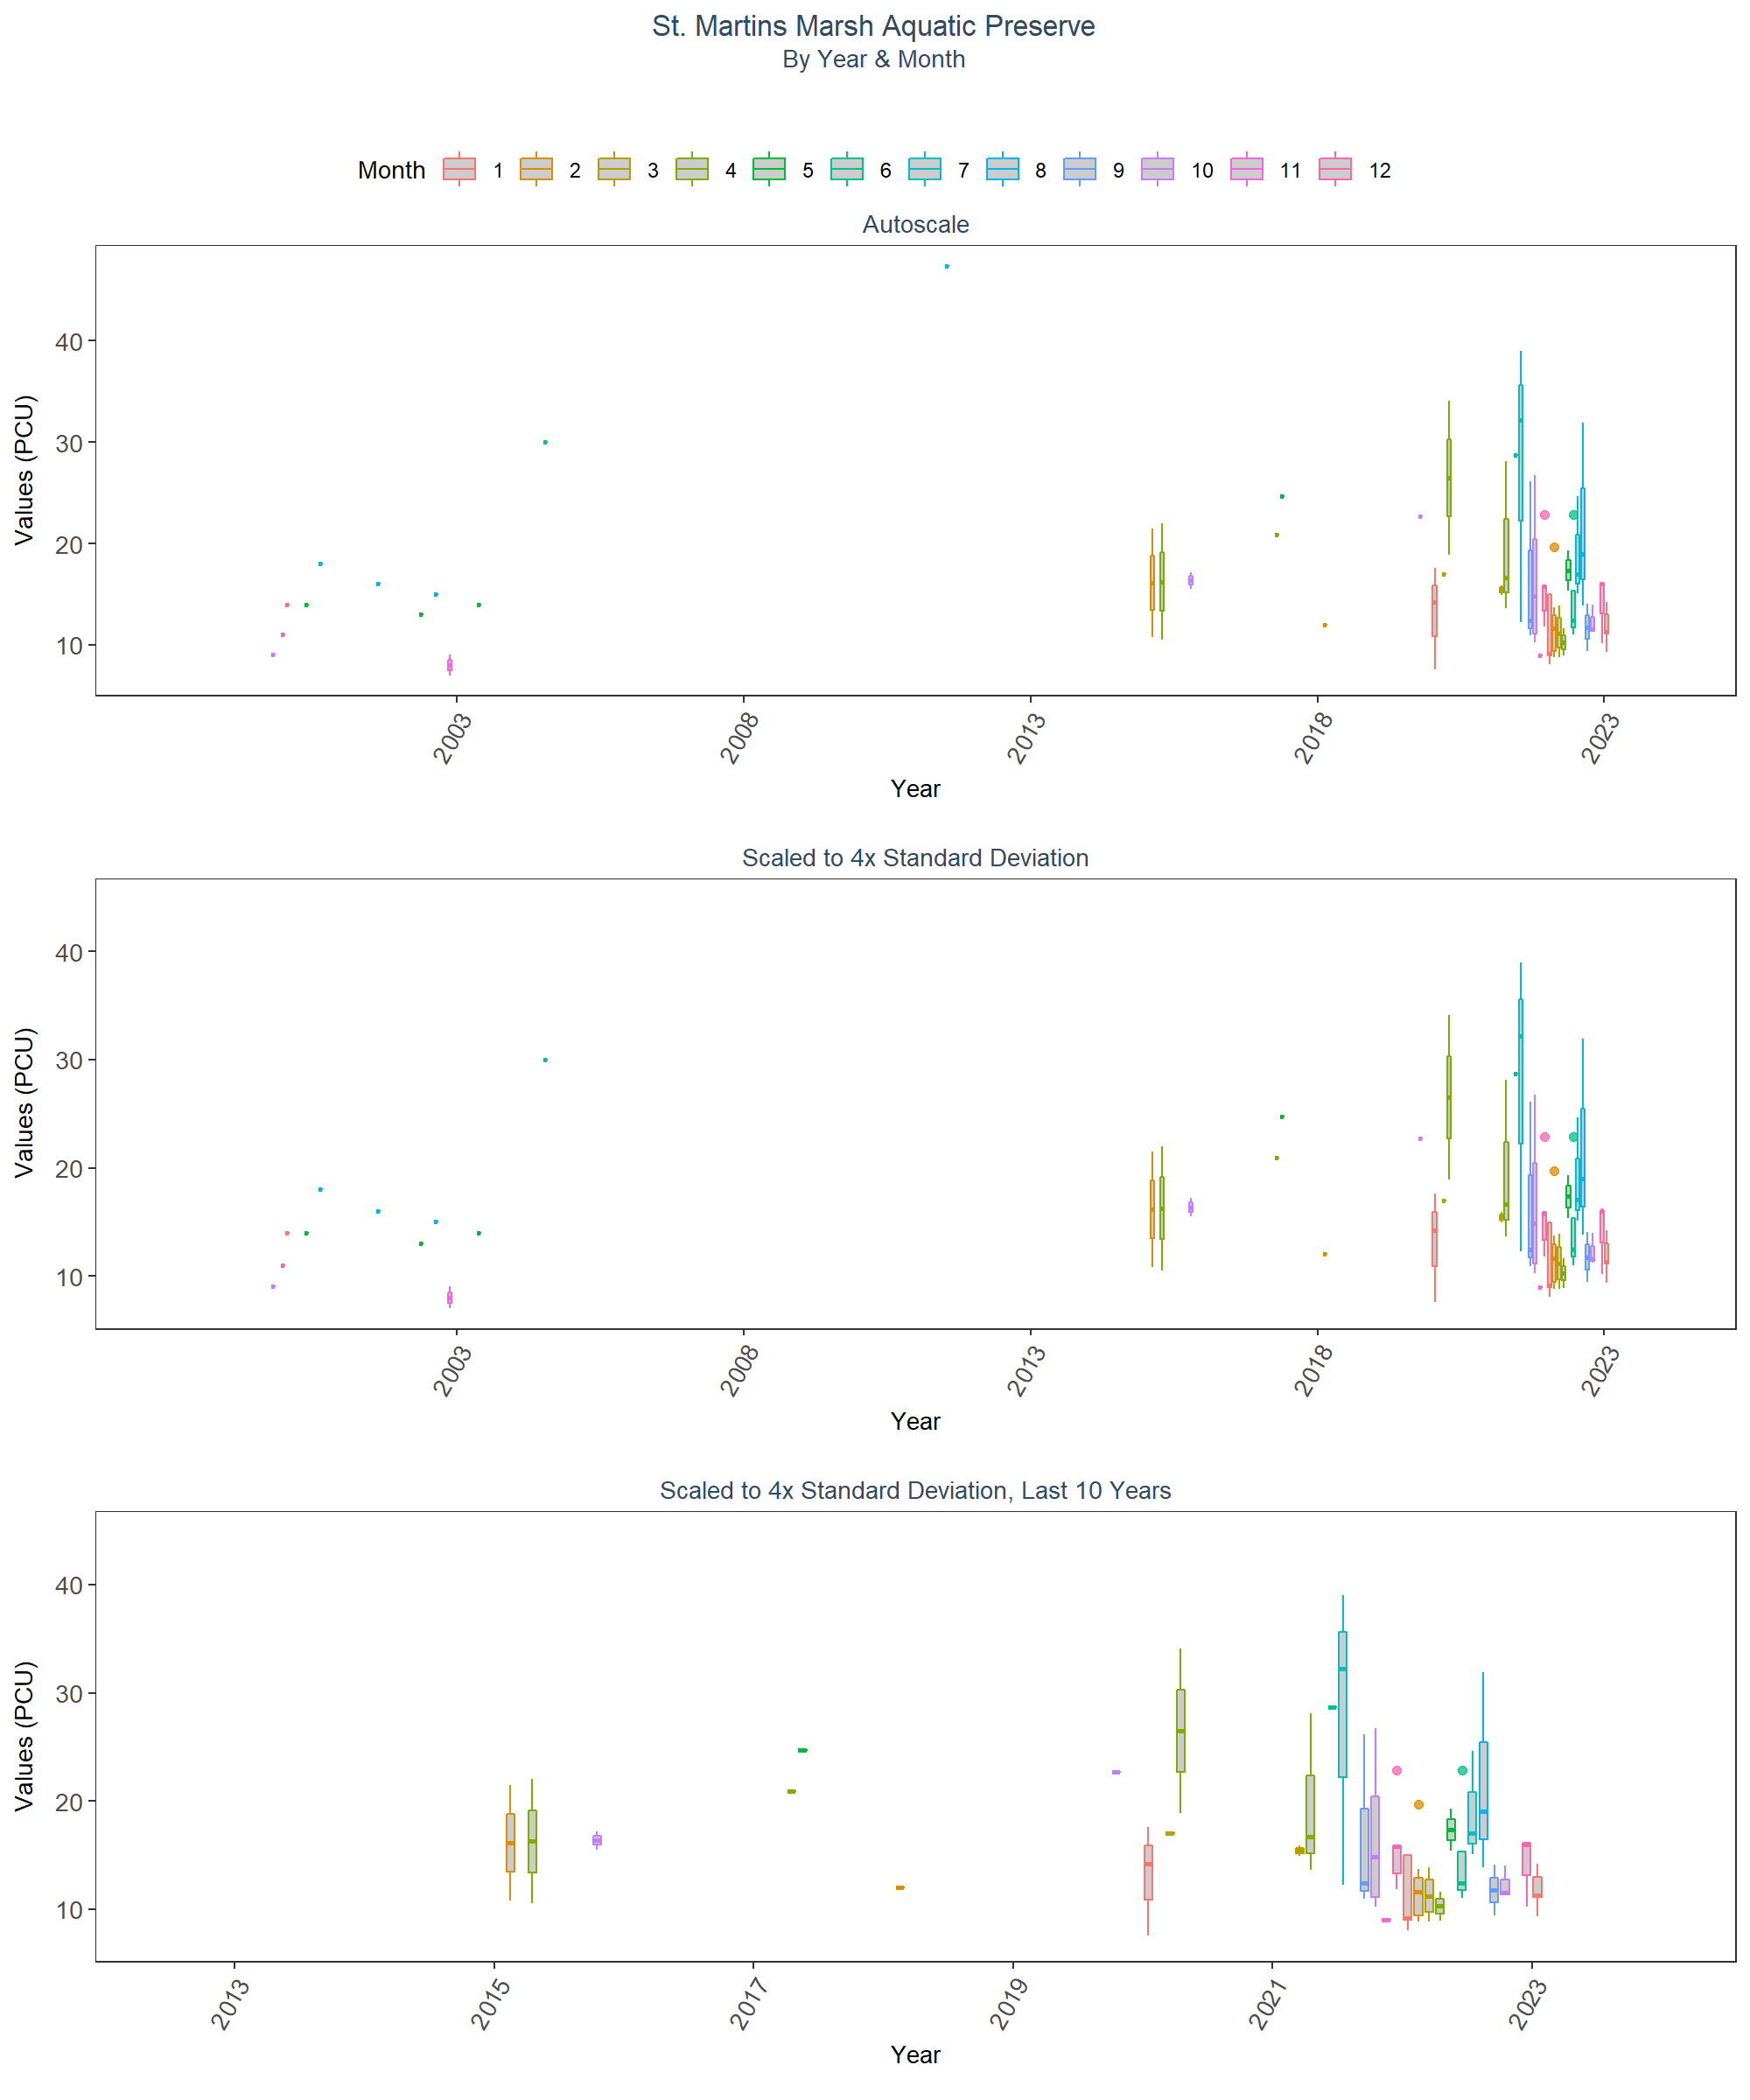 St. Martins Marsh Aquatic Preserve
By Year & Month
Month 1 2 3 4 5 6 7 8 9 10 11 12
Autoscale
Values (PCU)
40
30
20
10
2003 2008 2013 2018 2023
Year
Scaled to 4x Standard Deviation
Values (PCU)
40
30
20
10
2003 2008 2013 2018 2023
Year
Scaled to 4x Standard Deviation, Last 10 Years
Values (PCU)
40
30
20
10
2013 2015 2017 2019 2021 2023
Year